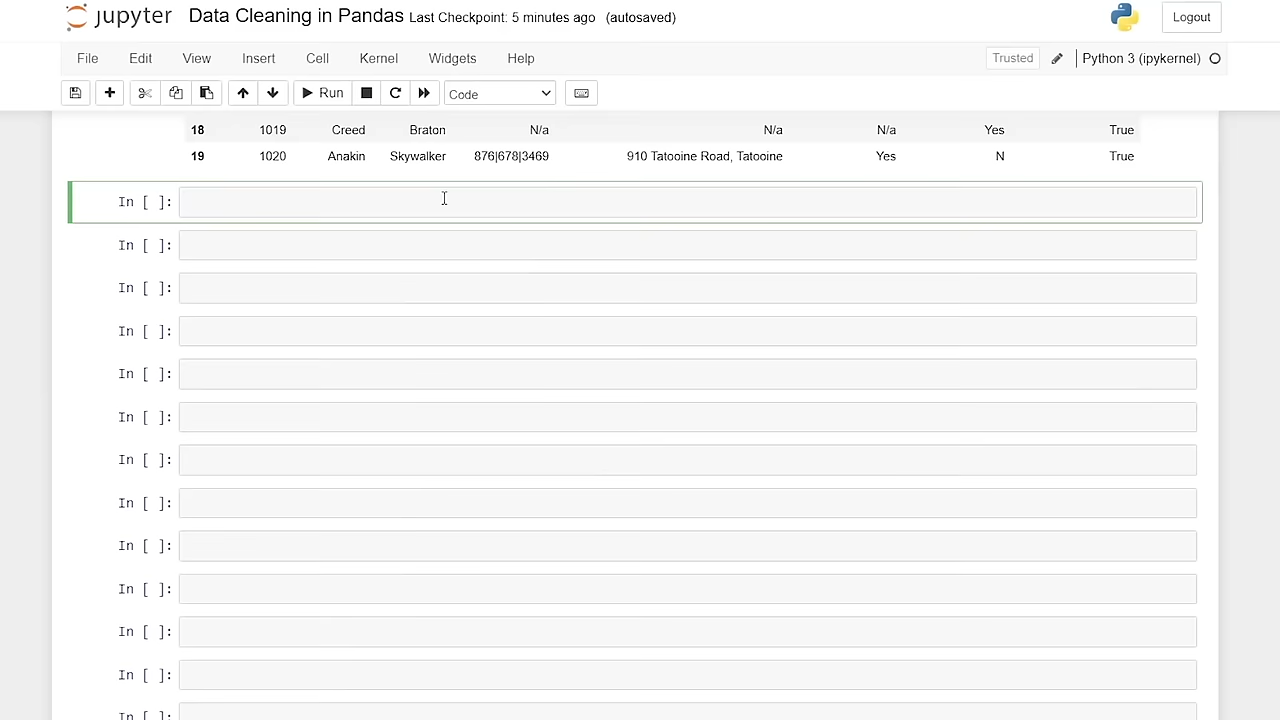 jupyter Data Cleaning in Pandas Last Checkpoint: 5 minutes ago (autosaved) Logout
File Edit View Insert Cell Kernel Widgets Help Trusted Python 3 (ipykernel)
Run Code
18 1019 Creed Braton N/a N/a N/a Yes True
19 1020 Anakin Skywalker 876|678|3469 910 Tatooine Road, Tatooine Yes N True
In [ ]:
In [ ]:
In [ ]:
In [ ]:
In [ ]:
In [ ]:
In [ ]:
In [ ]:
In [ ]:
In [ ]:
In [ ]:
In [ ]:
In [ ]: